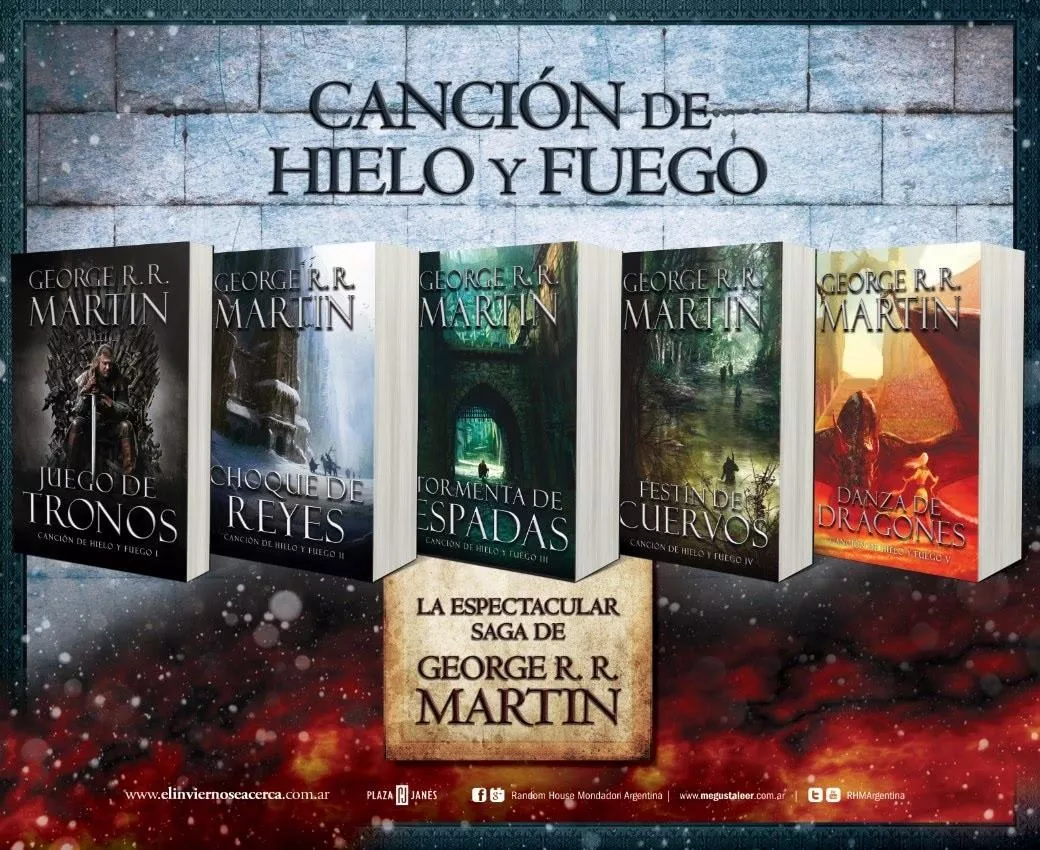 CANCIÓN DE
HIELO Y FUEGO
GEORGE R. R.
MARTIN
JUEGO DE
TRONOS
CANCIÓN DE HIELO Y FUEGO I
GEORGE R.R.
MARTIN
CHOQUE DE
REYES
CANCIÓN DE HIELO Y FUEGO II
GEORGE R.R.
MARTIN
TORMENTA DE
ESPADAS
CANCIÓN DE HIELO Y FUEGO III
GEORGE R.R.
MARTIN
FESTÍN DE
CUERVOS
CANCIÓN DE HIELO Y FUEGO IV
GEORGE R.R.
MARTIN
DANZA DE
DRAGONES
CANCIÓN DE HIELO Y FUEGO V
LA ESPECTACULAR
SAGA DE
GEORGE R. R.
MARTIN
www.elinviernoseacerca.com.ar PLAZA PJ JANÉS f g+ Random House Mondadori Argentina | www.megustaleer.com.ar | t RHMArgentina